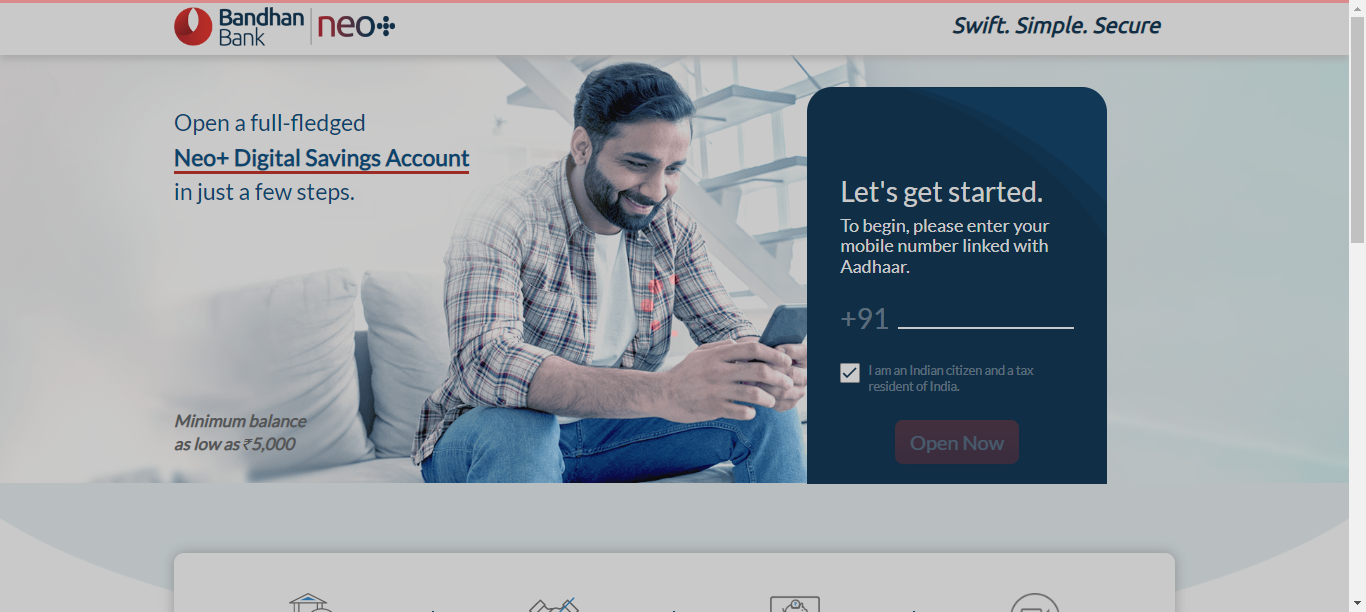 Bandhan
Bank
neo+
Swift. Simple. Secure
Open a full-fledged
Neo+ Digital Savings Account
in just a few steps.
Minimum balance
as low as ₹5,000
Let's get started.
To begin, please enter your
mobile number linked with
Aadhaar.
+91
I am an Indian citizen and a tax
resident of India.
Open Now